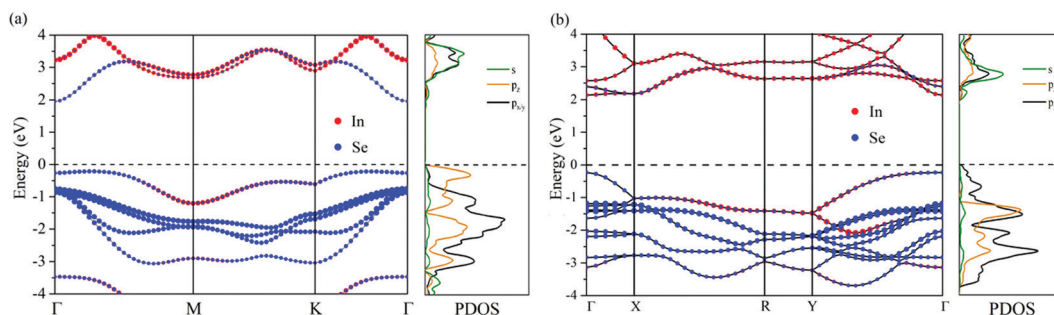 (a)
Energy (eV)
4
3
2
1
0
-1
-2
-3
-4
In
Se
Γ
M
K
Γ
s
p_z
p_x/y
PDOS
(b)
Energy (eV)
4
3
2
1
0
-1
-2
-3
-4
In
Se
Γ
X
R
Y
Γ
s
PDOS